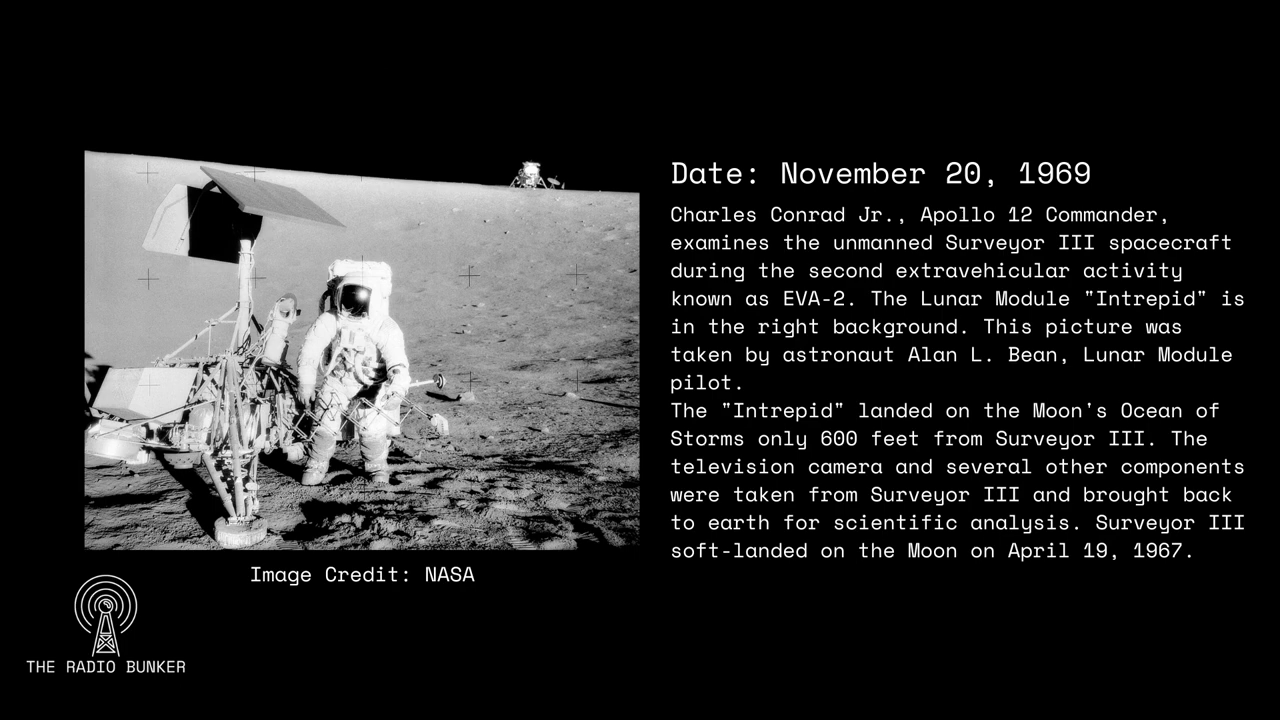 Date: November 20, 1969
Charles Conrad Jr., Apollo 12 Commander,
examines the unmanned Surveyor III spacecraft
during the second extravehicular activity
known as EVA-2. The Lunar Module "Intrepid" is
in the right background. This picture was
taken by astronaut Alan L. Bean, Lunar Module
pilot.
The "Intrepid" landed on the Moon's Ocean of
Storms only 600 feet from Surveyor III. The
television camera and several other components
were taken from Surveyor III and brought back
to earth for scientific analysis. Surveyor III
soft-landed on the Moon on April 19, 1967.
Image Credit: NASA
THE RADIO BUNKER